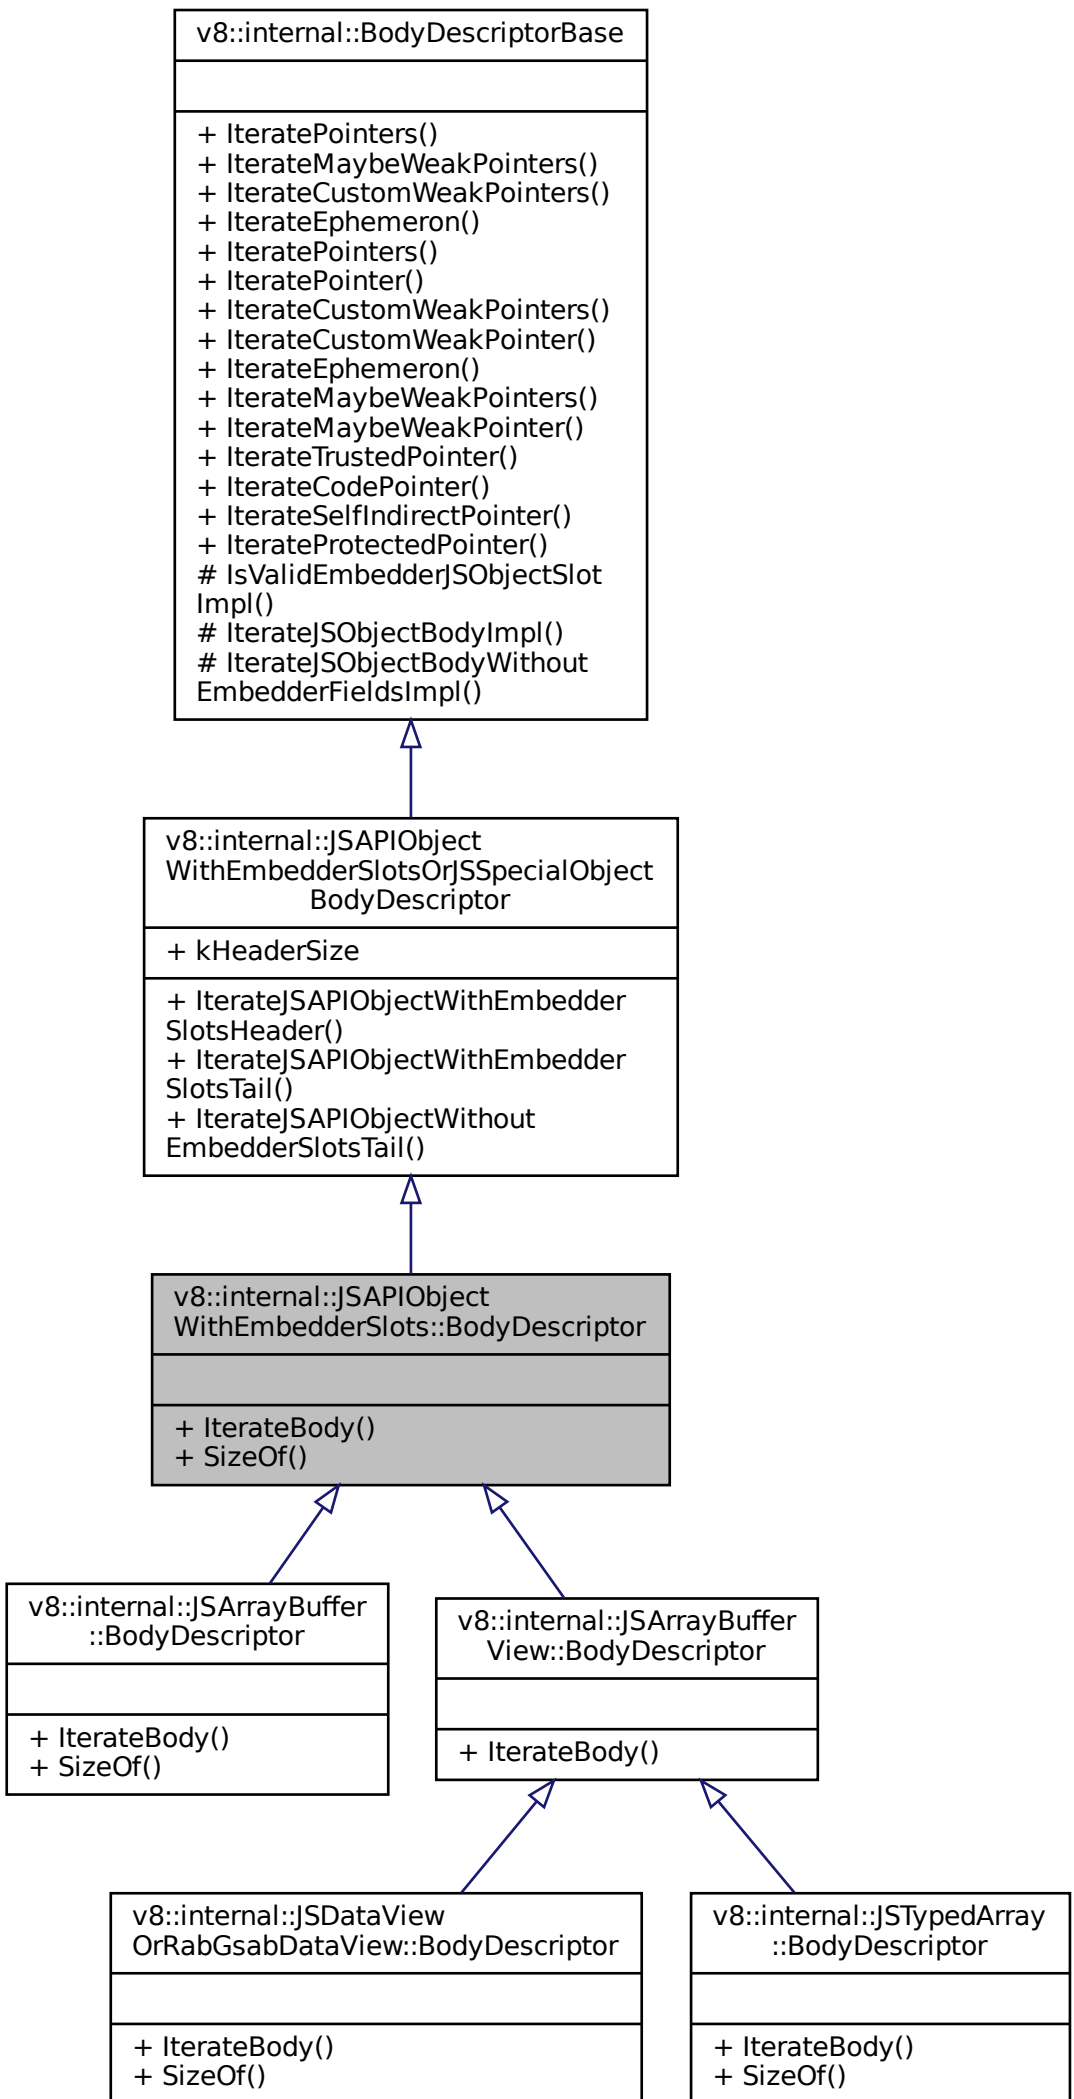 v8::internal::BodyDescriptorBase
+ IteratePointers()
+ IterateMaybeWeakPointers()
+ IterateCustomWeakPointers()
+ IterateEphemeron()
+ IteratePointers()
+ IteratePointer()
+ IterateCustomWeakPointers()
+ IterateCustomWeakPointer()
+ IterateEphemeron()
+ IterateMaybeWeakPointers()
+ IterateMaybeWeakPointer()
+ IterateTrustedPointer()
+ IterateCodePointer()
+ IterateSelfIndirectPointer()
+ IterateProtectedPointer()
# IsValidEmbedderJSObjectSlot
Impl()
# IterateJSObjectBodyImpl()
# IterateJSObjectBodyWithout
EmbedderFieldsImpl()
v8::internal::JSAPIObject
WithEmbedderSlotsOrJSSpecialObject
BodyDescriptor
+ kHeaderSize
+ IterateJSAPIObjectWithEmbedder
SlotsHeader()
+ IterateJSAPIObjectWithEmbedder
SlotsTail()
+ IterateJSAPIObjectWithout
EmbedderSlotsTail()
v8::internal::JSAPIObject
WithEmbedderSlots::BodyDescriptor
+ IterateBody()
+ SizeOf()
v8::internal::JSArrayBuffer
::BodyDescriptor
+ IterateBody()
+ SizeOf()
v8::internal::JSArrayBuffer
View::BodyDescriptor
+ IterateBody()
v8::internal::JSDataView
OrRabGsabDataView::BodyDescriptor
+ IterateBody()
+ SizeOf()
v8::internal::JSTypedArray
::BodyDescriptor
+ IterateBody()
+ SizeOf()